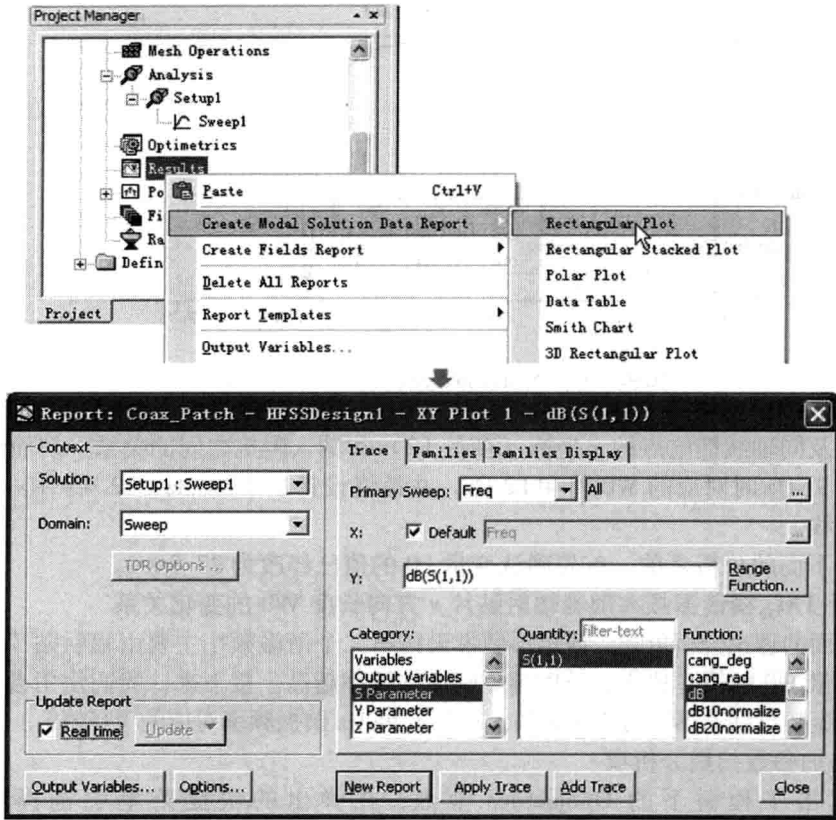 Project Manager
Mesh Operations
Analysis
Setup1
Sweep1
Optimetrics
Results
Po
Fi
Ra
Defin
Project
Paste Ctrl+V
Create Modal Solution Data Report
Create Fields Report
Delete All Reports
Report Templates
Output Variables...
Rectangular Plot
Rectangular Stacked Plot
Polar Plot
Data Table
Smith Chart
3D Rectangular Plot
Report: Coax_Patch - HFSSDesign1 - XY Plot 1 - dB(S(1,1))
Context
Solution: Setup1 : Sweep1
Domain: Sweep
TDR Options ...
Update Report
Real time Update
Output Variables... Options...
Trace Families Families Display
Primary Sweep: Freq All ...
X: Default Freq ...
Y: dB(S(1,1)) Range Function...
Category:
Variables
Output Variables
S Parameter
Y Parameter
Z Parameter
Quantity: filter-text
S(1,1)
Function:
cang_deg
cang_rad
dB
dB10normalize
dB20normalize
New Report Apply Trace Add Trace Close